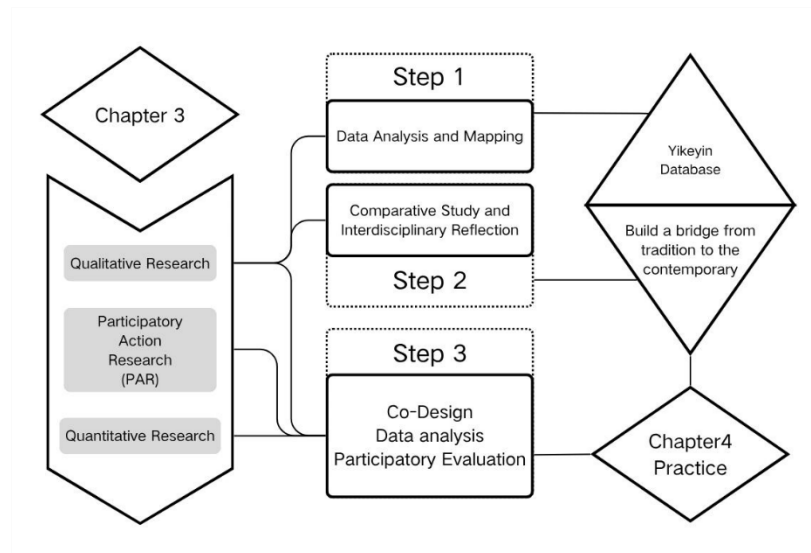 Chapter 3
Qualitative Research
Participatory
Action
Research
(PAR)
Quantitative Research
Step 1
Data Analysis and Mapping
Comparative Study and
Interdisciplinary Reflection
Step 2
Step 3
Co-Design
Data analysis
Participatory Evaluation
Yikeyin
Database
Build a bridge from
tradition to the
contemporary
Chapter4
Practice